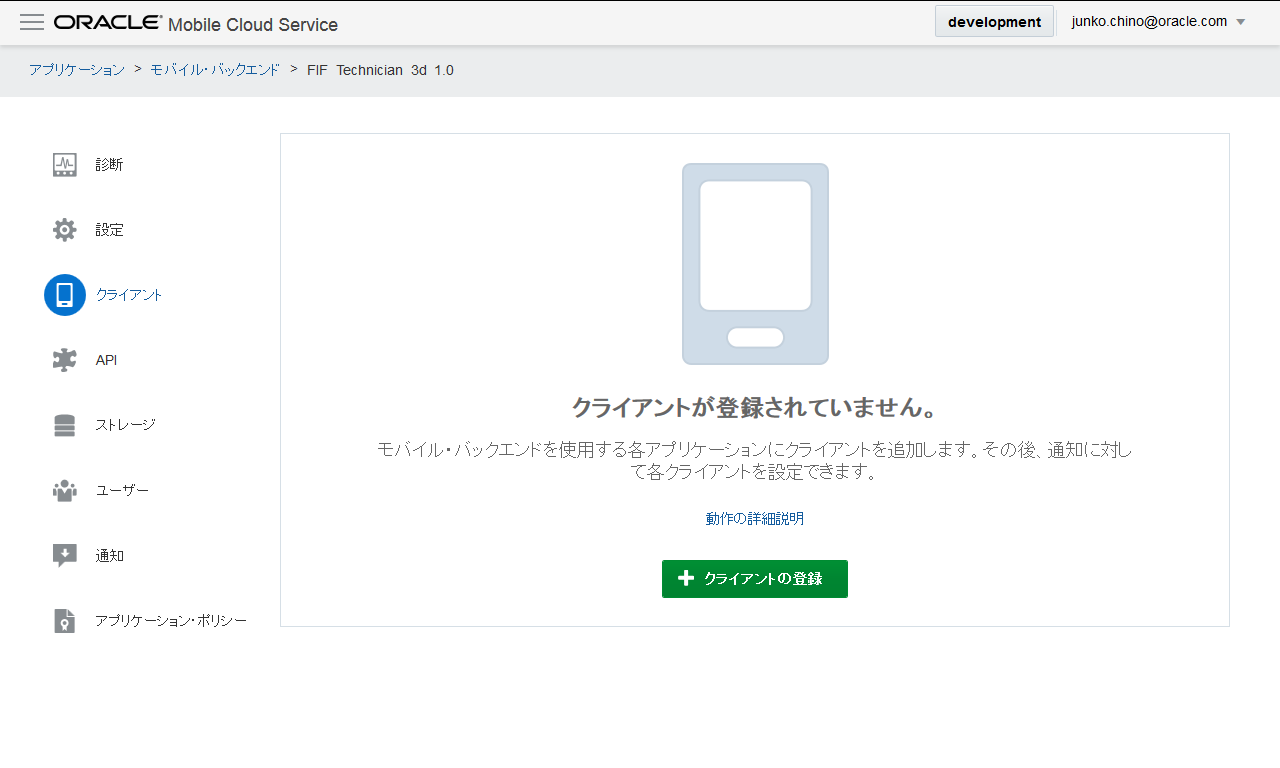 ORACLE Mobile Cloud Service
development
junko.chino@oracle.com
アプリケーション > モバイル・バックエンド > FIF Technician 3d 1.0
診断
設定
クライアント
API
ストレージ
ユーザー
通知
アプリケーション・ポリシー
クライアントが登録されていません。
モバイル・バックエンドを使用する各アプリケーションにクライアントを追加します。その後、通知に対し
て各クライアントを設定できます。
動作の詳細説明
クライアントの登録